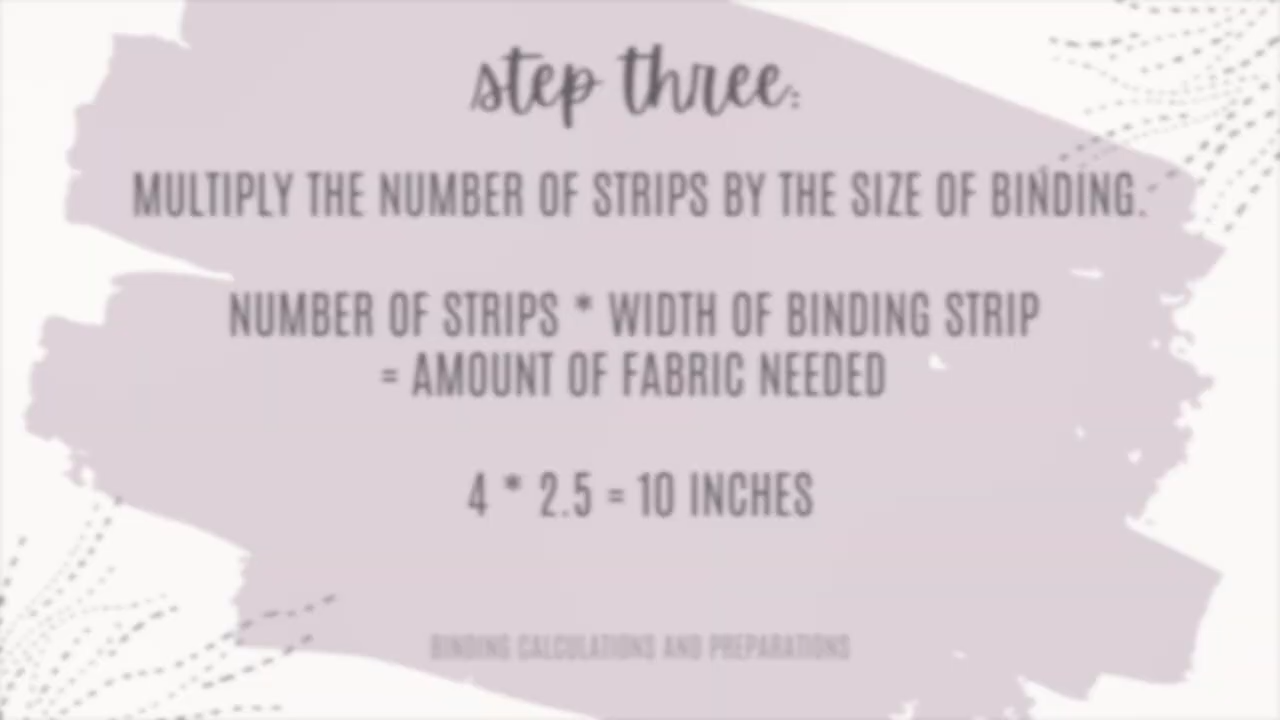 step three:
MULTIPLY THE NUMBER OF STRIPS BY THE SIZE OF BINDING.
NUMBER OF STRIPS * WIDTH OF BINDING STRIP
= AMOUNT OF FABRIC NEEDED
4 * 2.5 = 10 INCHES
BINDING CALCULATIONS AND PREPARATIONS